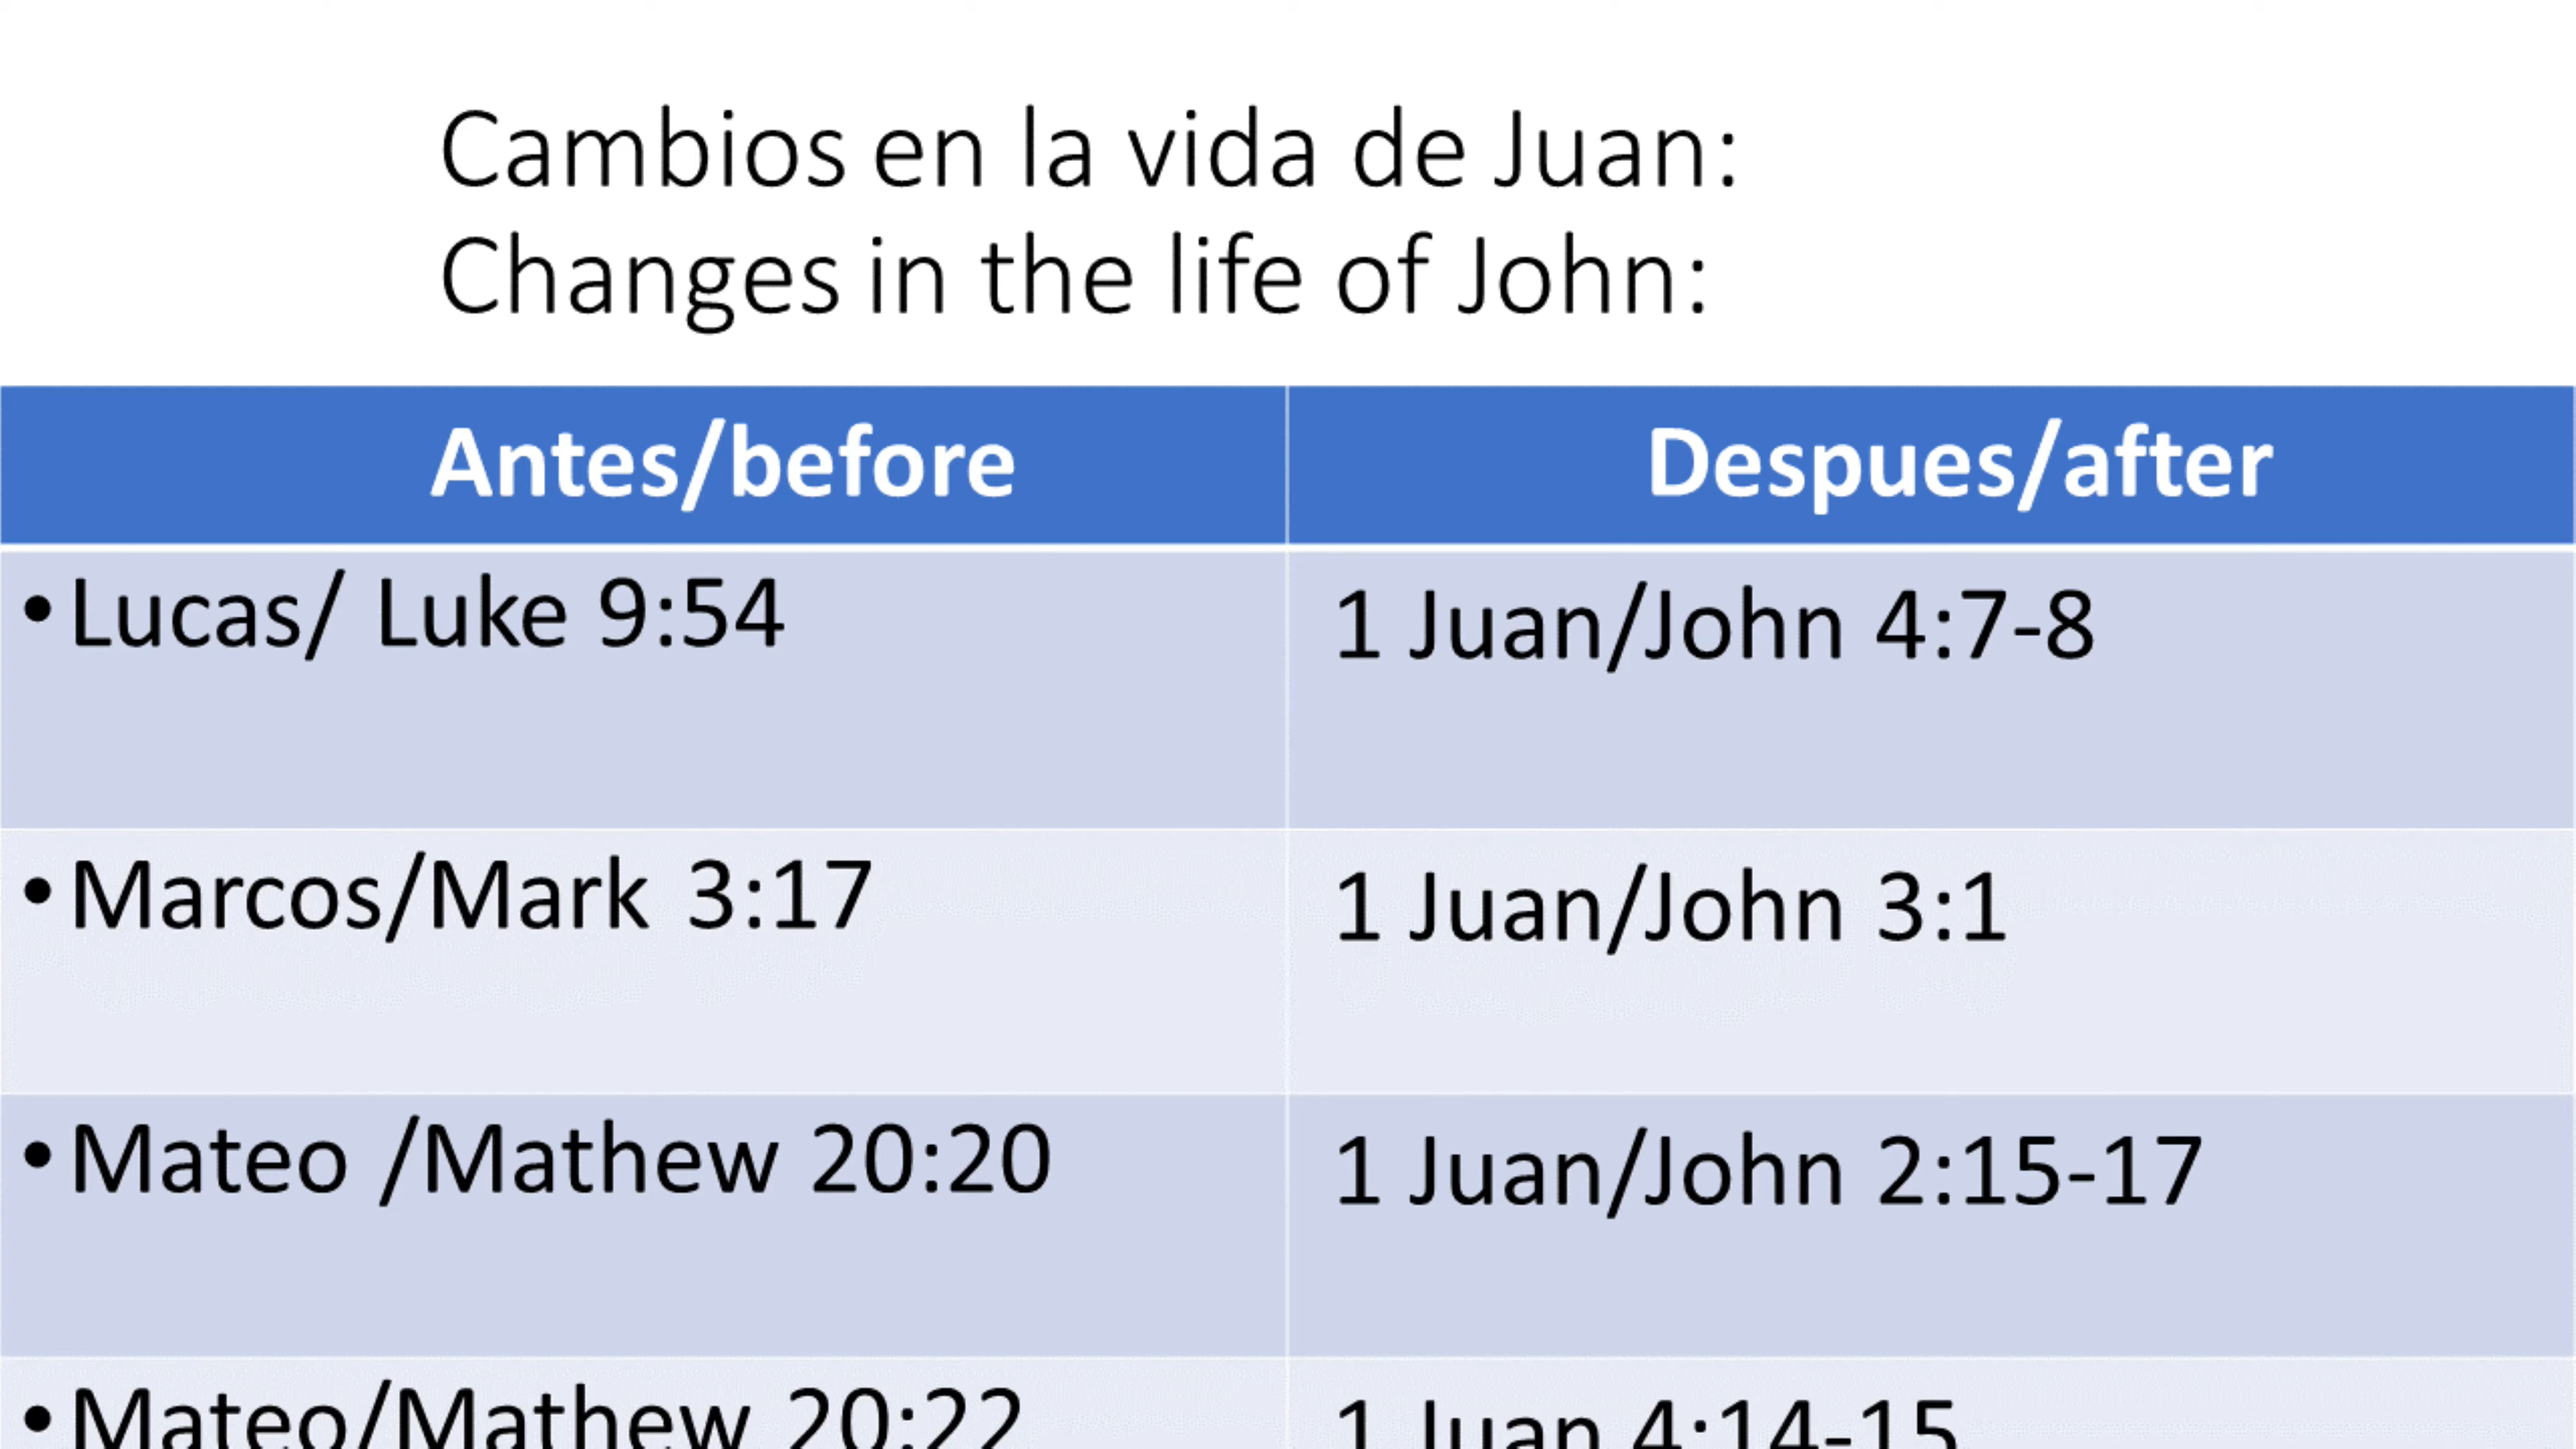 Cambios en la vida de Juan:
Changes in the life of John:
Antes/before
Despues/after
• Lucas/ Luke 9:54
1 Juan/John 4:7-8
• Marcos/Mark 3:17
1 Juan/John 3:1
• Mateo /Mathew 20:20
1 Juan/John 2:15-17
• Mateo/Mathew 20:22
1 Juan 4:14-15